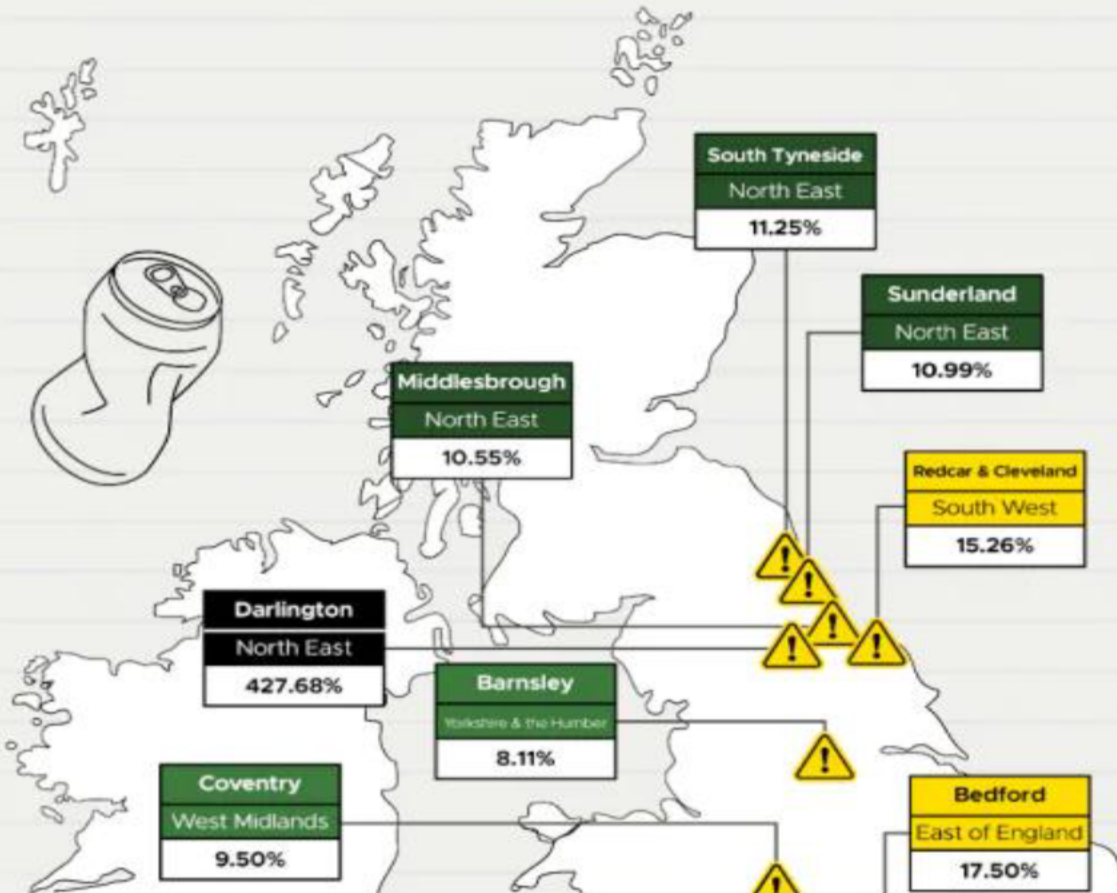 South Tyneside
North East
11.25%
Sunderland
North East
10.99%
Middlesbrough
North East
10.55%
Redcar & Cleveland
South West
15.26%
Darlington
North East
427.68%
Barnsley
Yorkshire & the Humber
8.11%
Coventry
West Midlands
9.50%
Bedford
East of England
17.50%